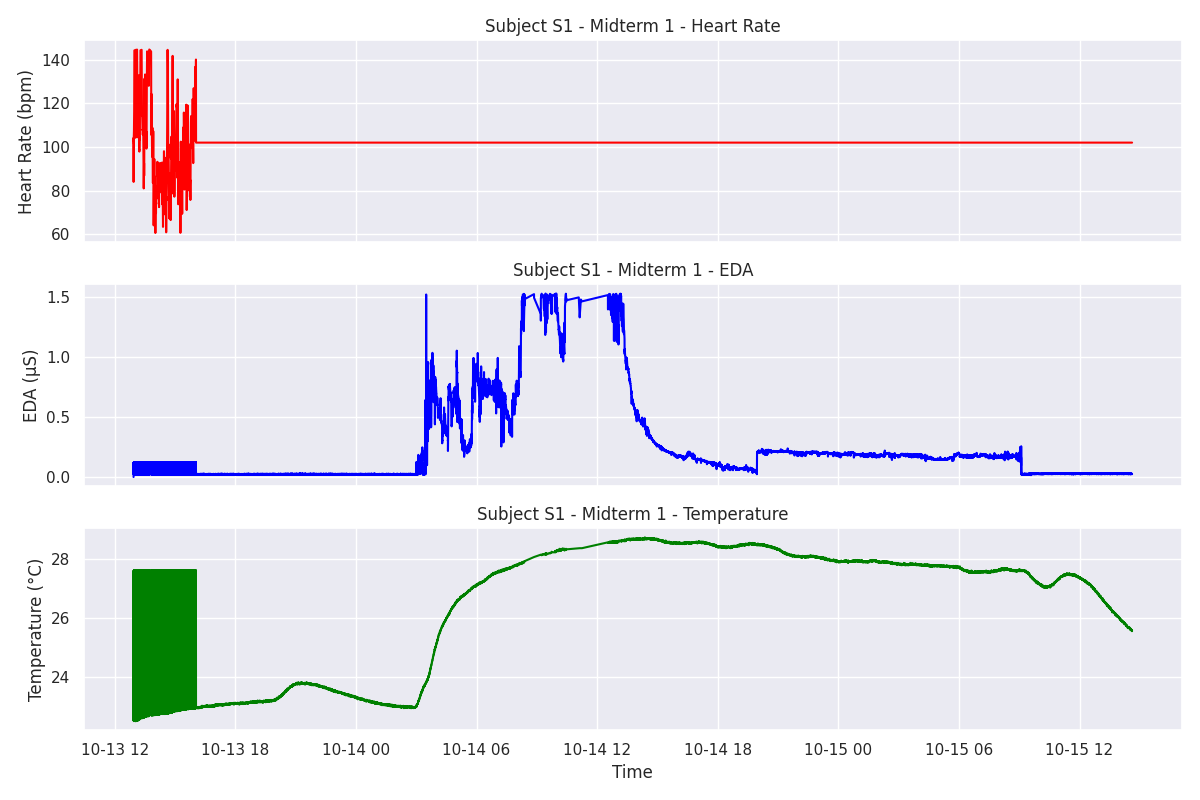 Subject S1 - Midterm 1 - Heart Rate
Heart Rate (bpm)
140
120
100
80
60
Subject S1 - Midterm 1 - EDA
EDA (μS)
1.5
1.0
0.5
0.0
Subject S1 - Midterm 1 - Temperature
Temperature (°C)
28
26
24
10-13 12 10-13 18 10-14 00 10-14 06 10-14 12 10-14 18 10-15 00 10-15 06 10-15 12
Time